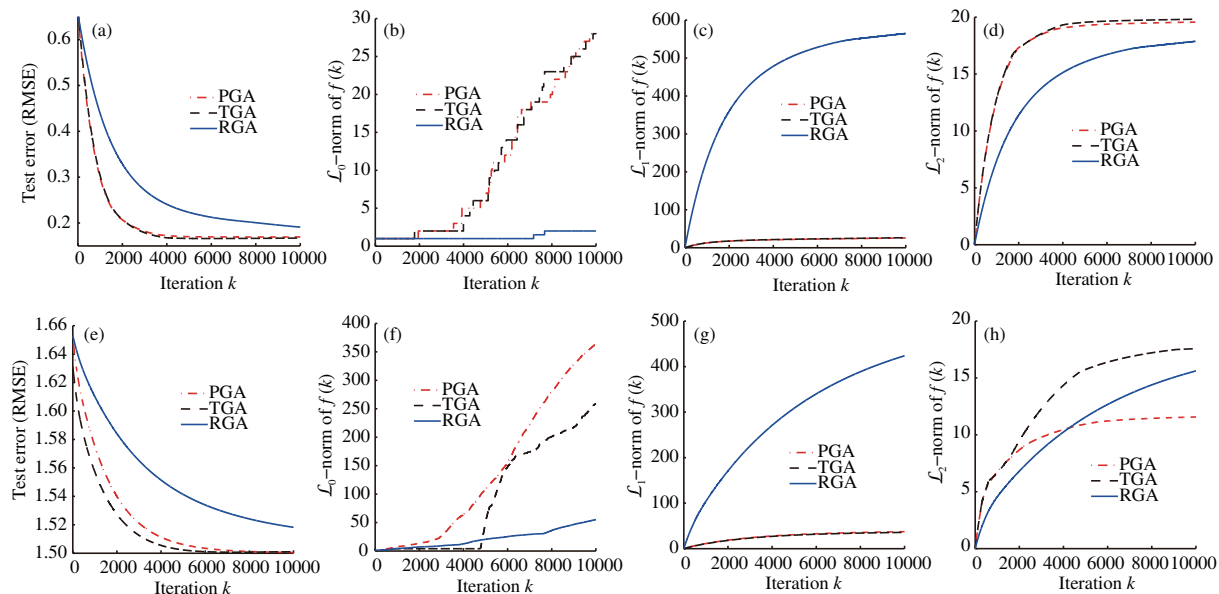 (a)
Test error (RMSE)
0.6
0.5
0.4
0.3
0.2
PGA
TGA
RGA
0 2000 4000 6000 8000 10000
Iteration k
(b)
ℒ₀−norm of f (k)
30
25
20
15
10
5
0
PGA
TGA
RGA
0 2000 4000 6000 8000 10000
Iteration k
(c)
ℒ₁−norm of f (k)
600
500
400
300
200
100
0
PGA
TGA
RGA
0 2000 4000 6000 8000 10000
Iteration k
(d)
ℒ₂−norm of f (k)
20
15
10
5
0
PGA
TGA
RGA
0 2000 4000 6000 8000 10000
Iteration k
(e)
Test error (RMSE)
1.66
1.64
1.62
1.60
1.58
1.56
1.54
1.52
1.50
PGA
TGA
RGA
0 2000 4000 6000 8000 10000
Iteration k
(f)
ℒ₀−norm of f (k)
400
350
300
250
200
150
100
50
0
PGA
TGA
RGA
0 2000 4000 6000 8000 10000
Iteration k
(g)
ℒ₁−norm of f (k)
500
400
300
200
100
0
PGA
TGA
RGA
0 2000 4000 6000 8000 10000
Iteration k
(h)
ℒ₂−norm of f (k)
20
15
10
5
0
PGA
TGA
RGA
0 2000 4000 6000 8000 10000
Iteration k